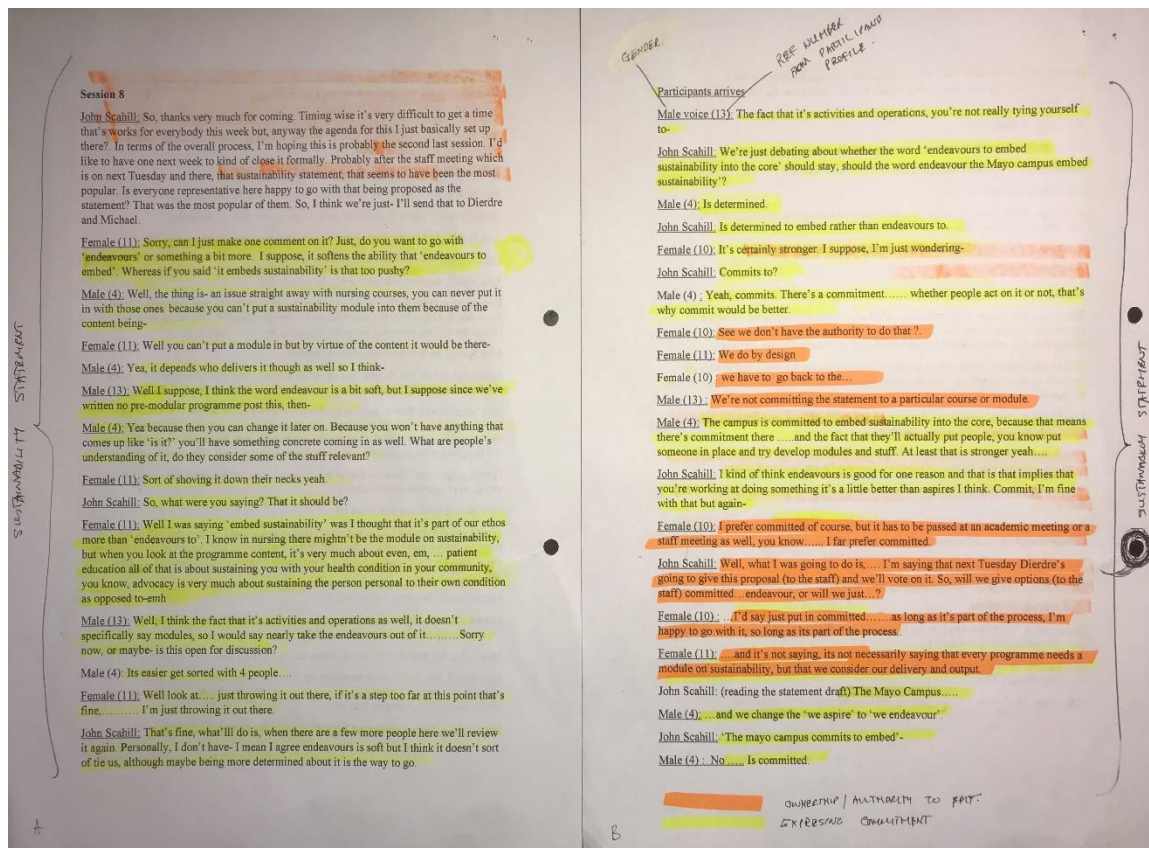 Session 8
John Scahill: So, thanks very much for coming. Timing wise it's very difficult to get a time
that's works for everybody this week but, anyway the agenda for this I just basically set up
there?. In terms of the overall process, I'm hoping this is probably the second last session. I'd
like to have one next week to kind of close it formally. Probably after the staff meeting which
is on next Tuesday and there, that sustainability statement, that seems to have been the most
popular. Is everyone representative here happy to go with that being proposed as the
statement? That was the most popular of them. So, I think we're just- I'll send that to Dierdre
and Michael.
Female (11): Sorry, can I just make one comment on it? Just, do you want to go with
'endeavours' or something a bit more. I suppose, it softens the ability that 'endeavours to
embed'. Whereas if you said 'it embeds sustainability' is that too pushy?
Male (4): Well, the thing is- an issue straight away with nursing courses, you can never put it
in with those ones because you can't put a sustainability module into them because of the
content being-
Female (11): Well you can't put a module in but by virtue of the content it would be there-
Male (4): Yea, it depends who delivers it though as well so I think-
Male (13): Well I suppose, I think the word endeavour is a bit soft, but I suppose since we've
written no pre-modular programme post this, then-
Male (4): Yea because then you can change it later on. Because you won't have anything that
comes up like 'is it?' you'll have something concrete coming in as well. What are people's
understanding of it, do they consider some of the stuff relevant?
Female (11): Sort of shoving it down their necks yeah.
John Scahill: So, what were you saying? That it should be?
Female (11): Well I was saying 'embed sustainability' was I thought that it's part of our ethos
more than 'endeavours to'. I know in nursing there mightn't be the module on sustainability,
but when you look at the programme content, it's very much about even, em, … patient
education all of that is about sustaining you with your health condition in your community,
you know, advocacy is very much about sustaining the person personal to their own condition
as opposed to-emh
Male (13): Well, I think the fact that it's activities and operations as well, it doesn't
specifically say modules, so I would say nearly take the endeavours out of it………Sorry
now, or maybe- is this open for discussion?
Male (4): Its easier get sorted with 4 people….
Female (11): Well look at….. just throwing it out there, if it's a step too far at this point that's
fine,………. I'm just throwing it out there.
John Scahill: That's fine, what'lll do is, when there are a few more people here we'll review
it again. Personally, I don't have- I mean I agree endeavours is soft but I think it doesn't sort
of tie us, although maybe being more determined about it is the way to go.
SUSTAINABILITY STATEMENT
A
GENDER
REF NUMBER
FROM PARTICIPAND
PROFILE.
Participants arrives
Male voice (13): The fact that it's activities and operations, you're not really tying yourself
to-
John Scahill: We're just debating about whether the word 'endeavours to embed
sustainability into the core' should stay, should the word endeavour the Mayo campus embed
sustainability'?
Male (4): Is determined.
John Scahill: Is determined to embed rather than endeavours to.
Female (10): It's certainly stronger. I suppose, I'm just wondering-
John Scahill: Commits to?
Male (4) : Yeah, commits. There's a commitment…… whether people act on it or not, that's
why commit would be better.
Female (10): See we don't have the authority to do that ?.
Female (11): We do by design
Female (10) : we have to go back to the…
Male (13) : We're not committing the statement to a particular course or module.
Male (4): The campus is committed to embed sustainability into the core, because that means
there's commitment there …..and the fact that they'll actually put people, you know put
someone in place and try develop modules and stuff. At least that is stronger yeah….
John Scahill: I kind of think endeavours is good for one reason and that is that implies that
you're working at doing something it's a little better than aspires I think. Commit, I'm fine
with that but again-
Female (10): I prefer committed of course, but it has to be passed at an academic meeting or a
staff meeting as well, you know…… I far prefer committed.
John Scahill: Well, what I was going to do is,…. I'm saying that next Tuesday Dierdre's
going to give this proposal (to the staff) and we'll vote on it. So, will we give options (to the
staff) committed… endeavour, or will we just…?
Female (10): …I'd say just put in committed…….as long as it's part of the process, I'm
happy to go with it, so long as its part of the process.
Female (11): ….and it's not saying, its not necessarily saying that every programme needs a
module on sustainability, but that we consider our delivery and output.
John Scahill: (reading the statement draft) The Mayo Campus…..
Male (4): …and we change the 'we aspire' to 'we endeavour'.
John Scahill: 'The mayo campus commits to embed'-
Male (4) : No ….. Is committed.
SUSTAINABILITY STATEMENT
OWNERSHIP / AUTHORITY TO EDIT.
EXPRESSING COMMITMENT
B